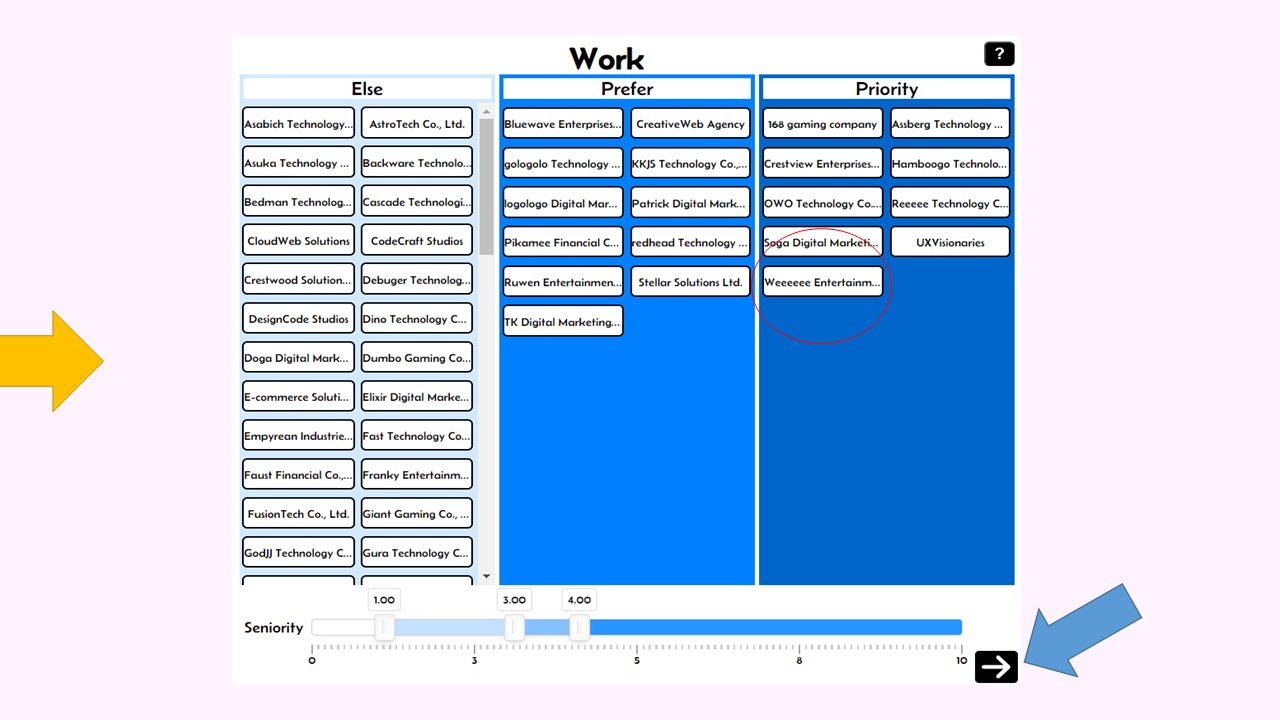 Work
?
Else
Prefer
Priority
Asabich Technology...
AstroTech Co., Ltd.
Asuka Technology ...
Backware Technolo...
Bedman Technolog...
Cascade Technologi...
CloudWeb Solutions
CodeCraft Studios
Crestwood Solution...
Debuger Technolog...
DesignCode Studios
Dino Technology C...
Doga Digital Mark...
Dumbo Gaming Co...
E-commerce Soluti...
Elixir Digital Marke...
Empyrean Industrie...
Fast Technology Co...
Faust Financial Co.,...
Franky Entertainm...
FusionTech Co., Ltd.
Giant Gaming Co., ...
GodJJ Technology C...
Gura Technology C...
Bluewave Enterprises...
CreativeWeb Agency
gologolo Technology ...
KKJS Technology Co.,...
logologo Digital Mar...
Patrick Digital Mark...
Pikamee Financial C...
redhead Technology ...
Ruwen Entertainmen...
Stellar Solutions Ltd.
TK Digital Marketing...
168 gaming company
Assberg Technology ...
Crestview Enterprises...
Hamboogo Technolo...
OWO Technology Co....
Reeeee Technology C...
Soga Digital Marketi...
UXVisionaries
Weeeeee Entertainm...
1.00
3.00
4.00
Seniority
0
3
5
8
10